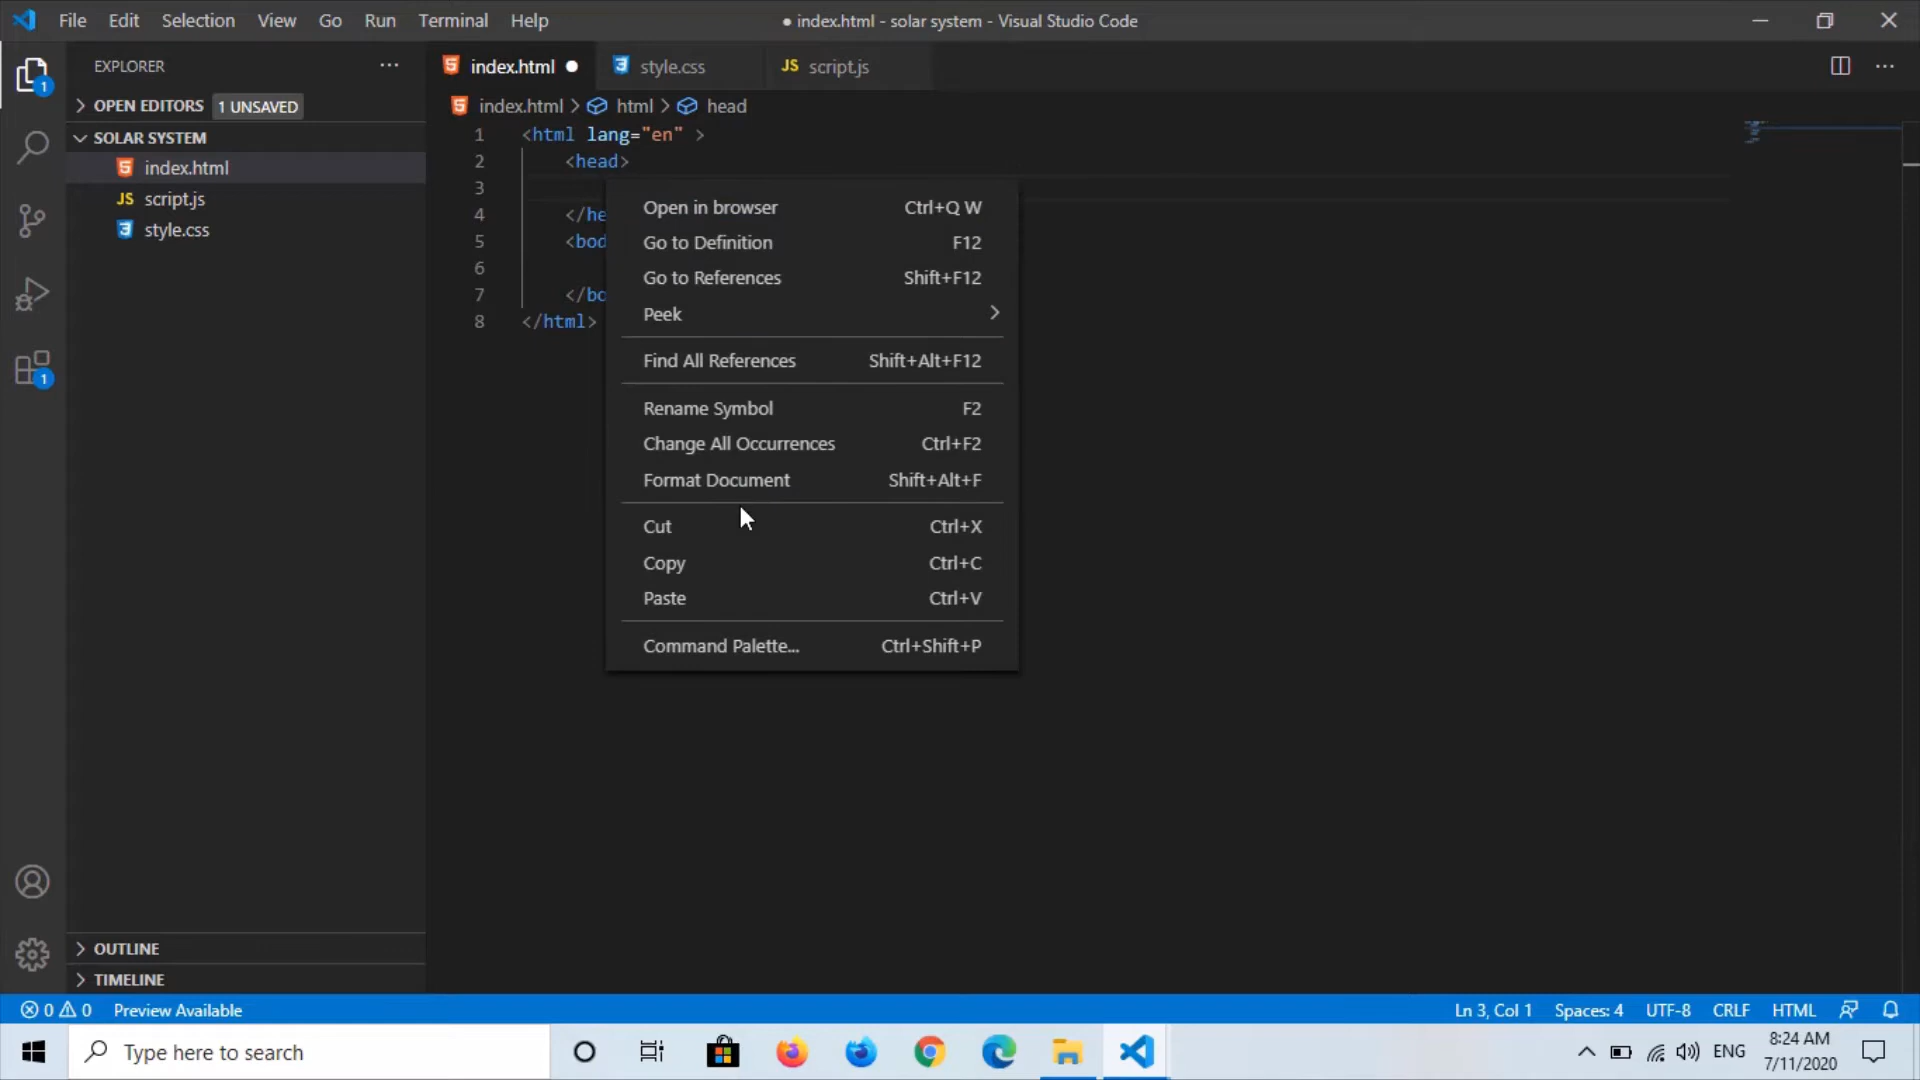 File Edit Selection View Go Run Terminal Help
● index.html - solar system - Visual Studio Code
EXPLORER
OPEN EDITORS 1 UNSAVED
SOLAR SYSTEM
index.html
JS script.js
style.css
OUTLINE
TIMELINE
1
1
index.html ● style.css JS script.js
index.html > html > head
1 <html lang="en" >
2 <head>
3
4 </he
5 <bod
6
7 </bo
8 </html>
Open in browser Ctrl+Q W
Go to Definition F12
Go to References Shift+F12
Peek
Find All References Shift+Alt+F12
Rename Symbol F2
Change All Occurrences Ctrl+F2
Format Document Shift+Alt+F
Cut Ctrl+X
Copy Ctrl+C
Paste Ctrl+V
Command Palette... Ctrl+Shift+P
0 0 Preview Available
Ln 3, Col 1 Spaces: 4 UTF-8 CRLF HTML
Type here to search
ENG
8:24 AM
7/11/2020